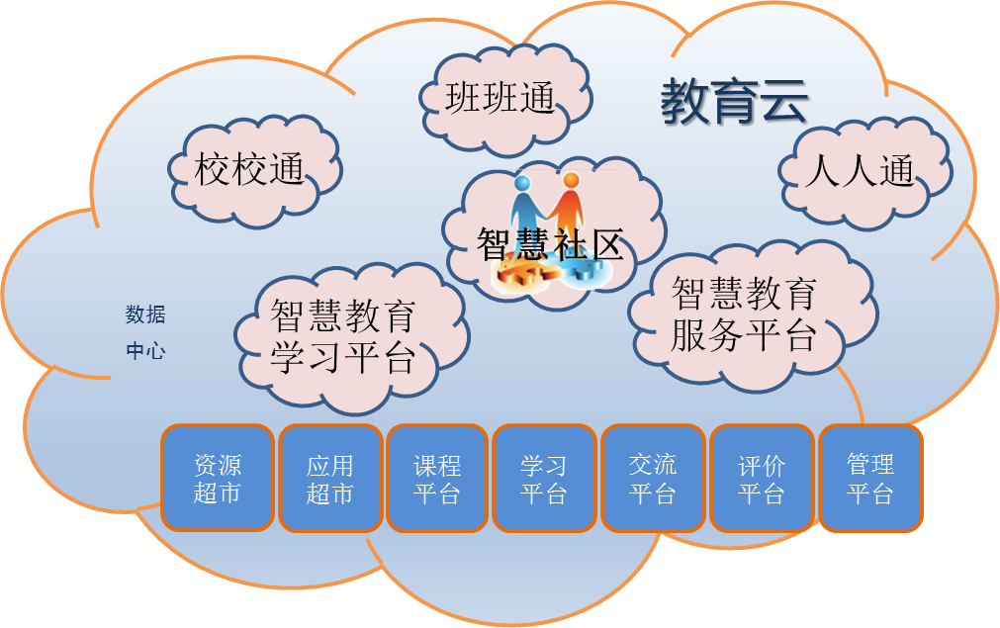 班班通
教育云
校校通
人人通
智慧社区
智慧教育
学习平台
智慧教育
服务平台
数据
中心
资源
超市
应用
超市
课程
平台
学习
平台
交流
平台
评价
平台
管理
平台